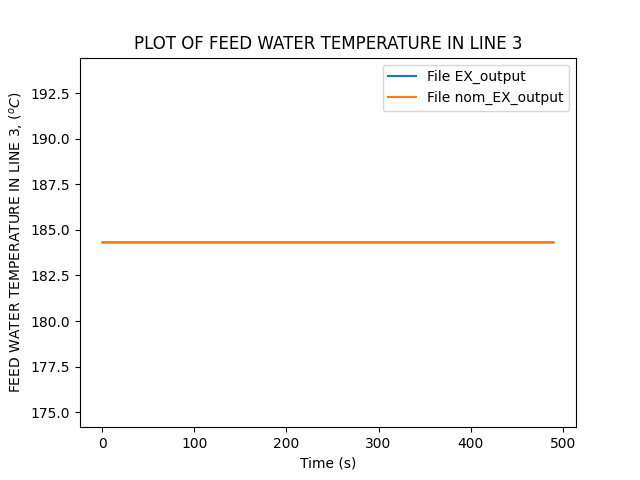 PLOT OF FEED WATER TEMPERATURE IN LINE 3
File EX_output
File nom_EX_output
FEED WATER TEMPERATURE IN LINE 3, (°C)
192.5
190.0
187.5
185.0
182.5
180.0
177.5
175.0
0 100 200 300 400 500
Time (s)